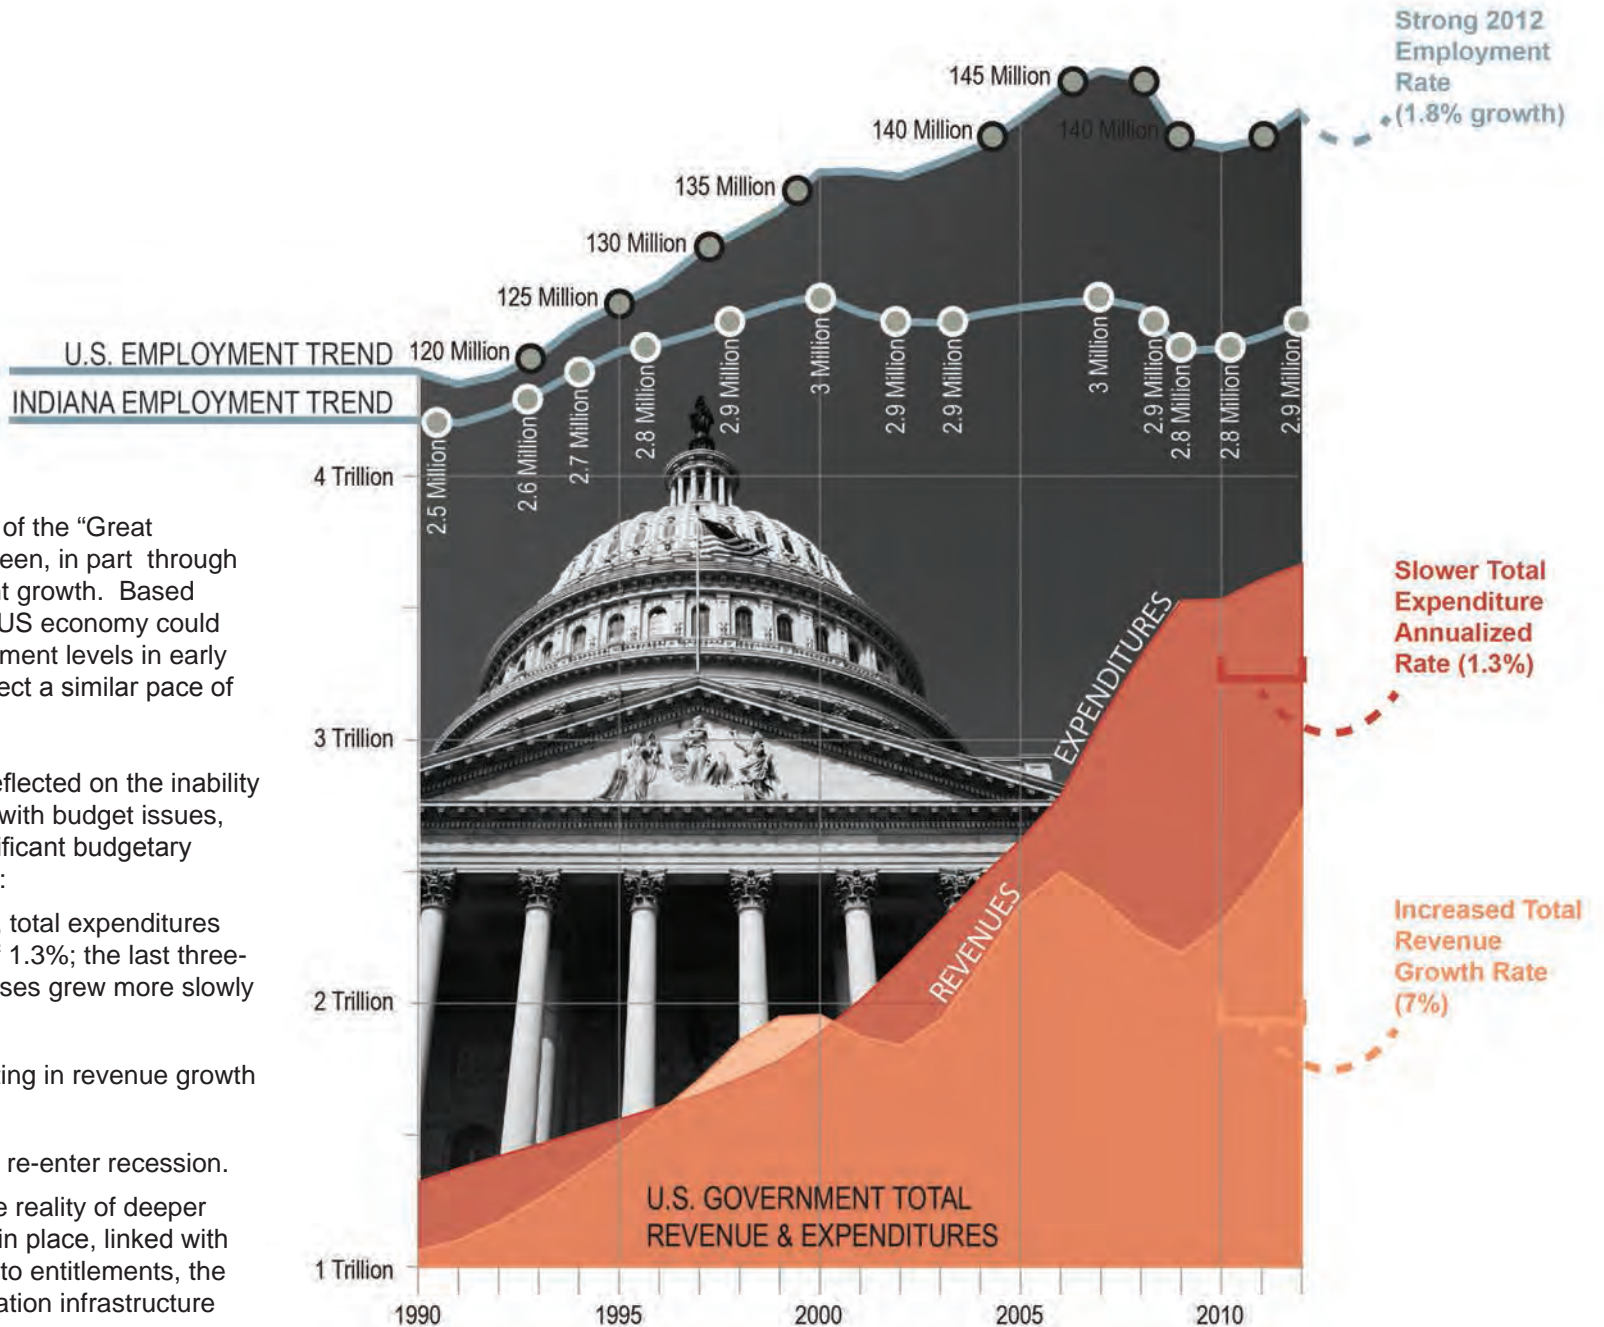 Strong 2012
Employment
Rate
(1.8% growth)
145 Million
140 Million
140 Million
135 Million
130 Million
125 Million
120 Million
U.S. EMPLOYMENT TREND
INDIANA EMPLOYMENT TREND
2.5 Million
2.6 Million
2.7 Million
2.8 Million
2.9 Million
3 Million
2.9 Million
2.9 Million
3 Million
2.9 Million
2.8 Million
2.8 Million
2.9 Million
4 Trillion
3 Trillion
2 Trillion
1 Trillion
of the “Great
een, in part through
t growth. Based
US economy could
ment levels in early
ect a similar pace of
eflected on the inability
with budget issues,
ificant budgetary
:
, total expenditures
f 1.3%; the last three-
ses grew more slowly
ting in revenue growth
re-enter recession.
e reality of deeper
in place, linked with
to entitlements, the
ation infrastructure
EXPENDITURES
REVENUES
Slower Total
Expenditure
Annualized
Rate (1.3%)
Increased Total
Revenue
Growth Rate
(7%)
U.S. GOVERNMENT TOTAL
REVENUE & EXPENDITURES
1990
1995
2000
2005
2010